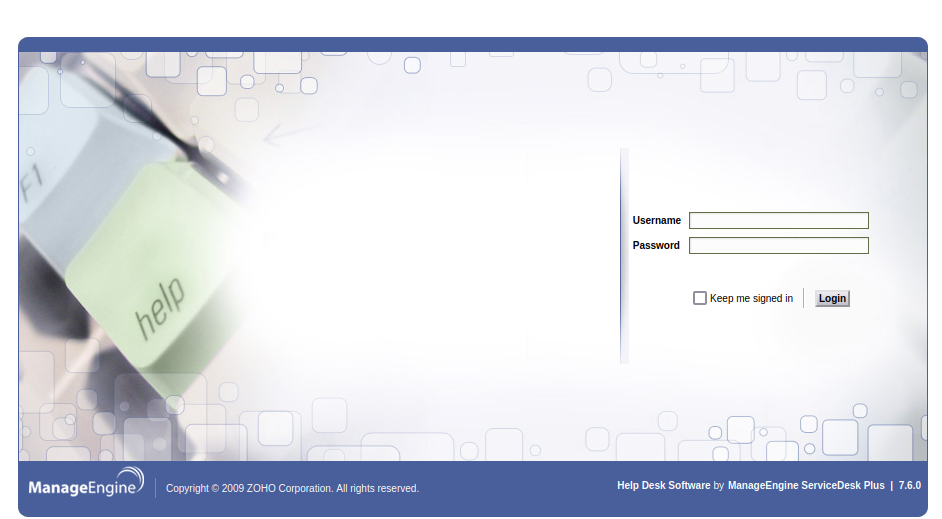 F1
help
Username
Password
Keep me signed in
Login
ManageEngine
Copyright © 2009 ZOHO Corporation. All rights reserved.
Help Desk Software by ManageEngine ServiceDesk Plus | 7.6.0